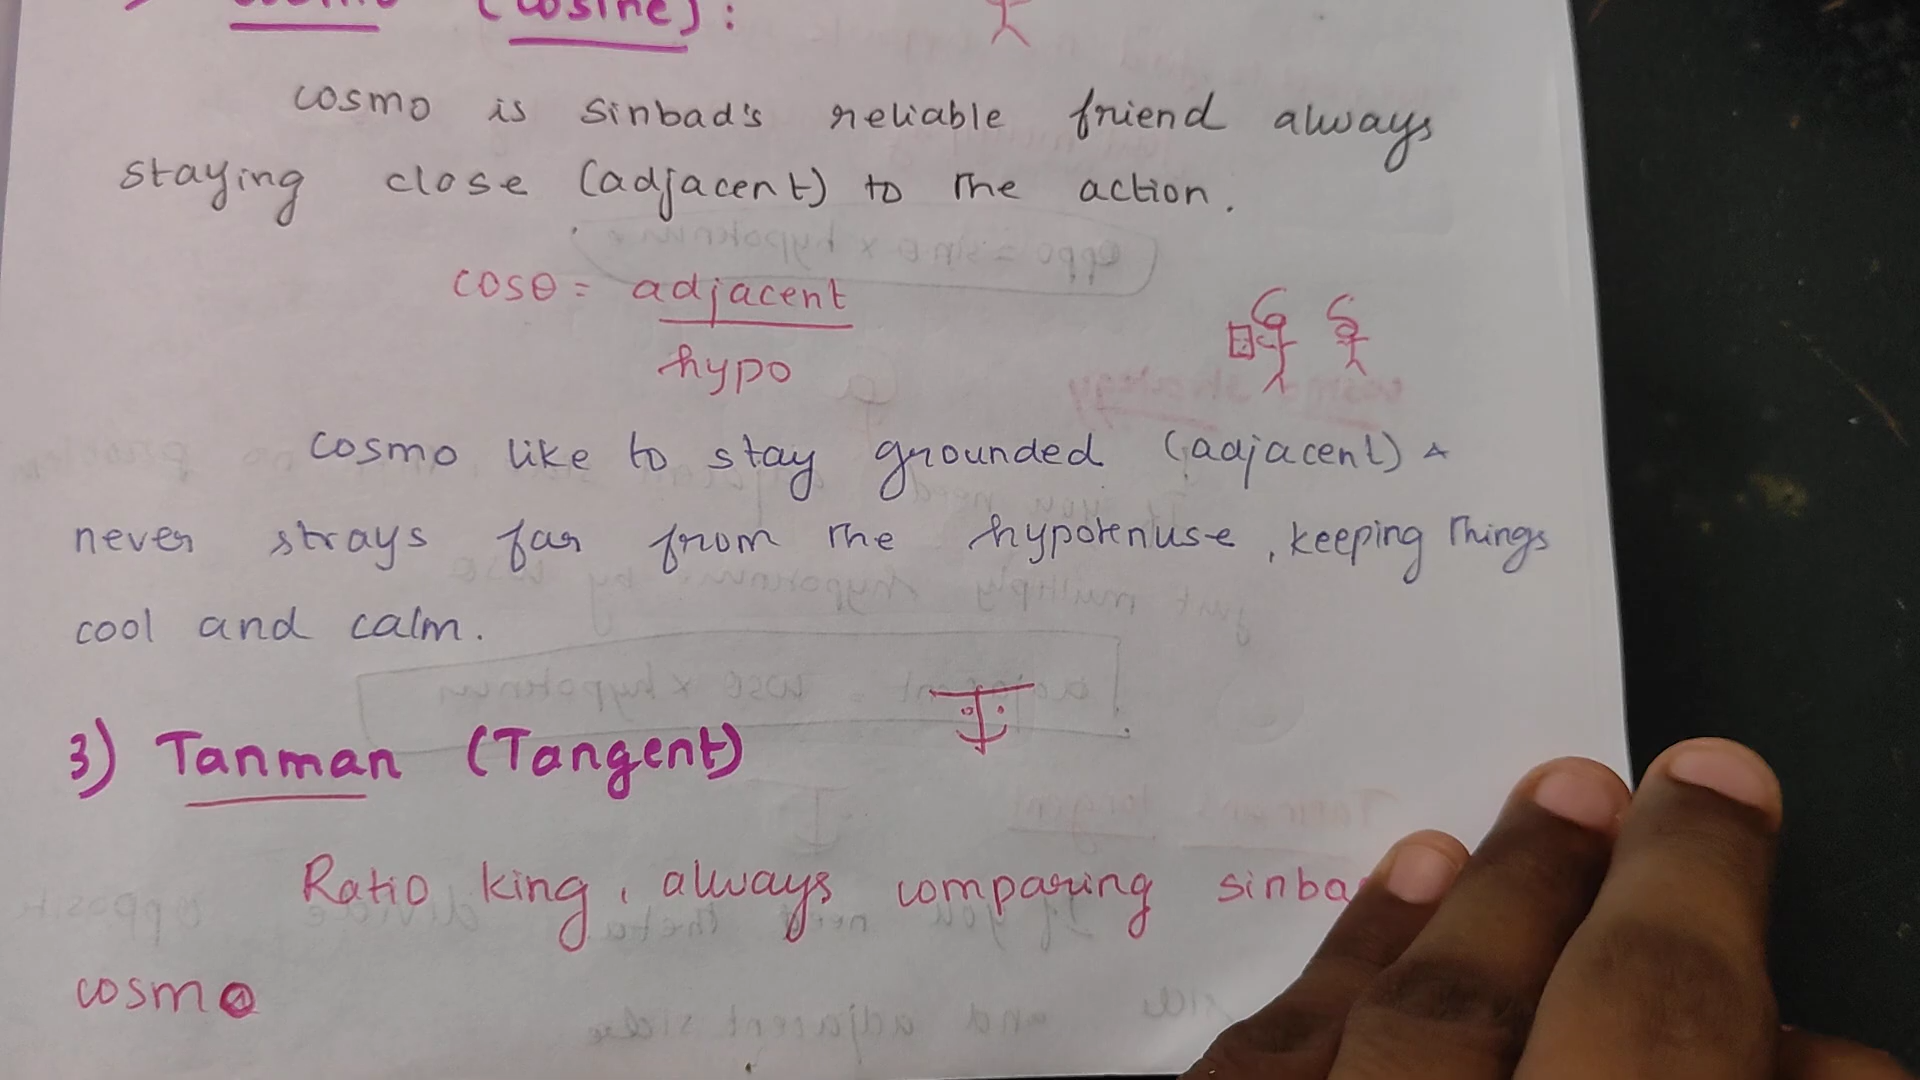 (cosine) :
cosmo is sinbad's reliable friend always
staying close (adjacent) to the action.
cosθ = adjacent
hypo
cosmo like to stay grounded (adjacent) &
never strays far from the hypotenuse, keeping things
cool and calm.
3) Tanman (Tangent)
Ratio king, always comparing
cosmo